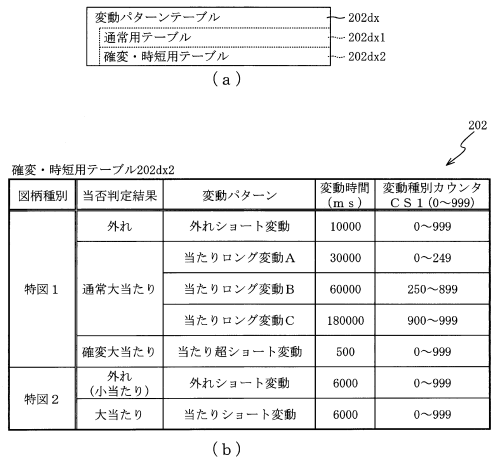 変動パターンテーブル 202dx
通常用テーブル 202dx1
確変・時短用テーブル 202dx2
(a)
202
確変・時短用テーブル202dx2
図柄種別 当否判定結果 変動パターン 変動時間(ms) 変動種別カウンタCS1(0~999)
特図1 外れ 外れショート変動 10000 0~999
通常大当たり 当たりロング変動A 30000 0~249
当たりロング変動B 60000 250~899
当たりロング変動C 180000 900~999
確変大当たり 当たり超ショート変動 500 0~999
特図2 外れ(小当たり) 外れショート変動 6000 0~999
大当たり 当たりショート変動 6000 0~999
(b)